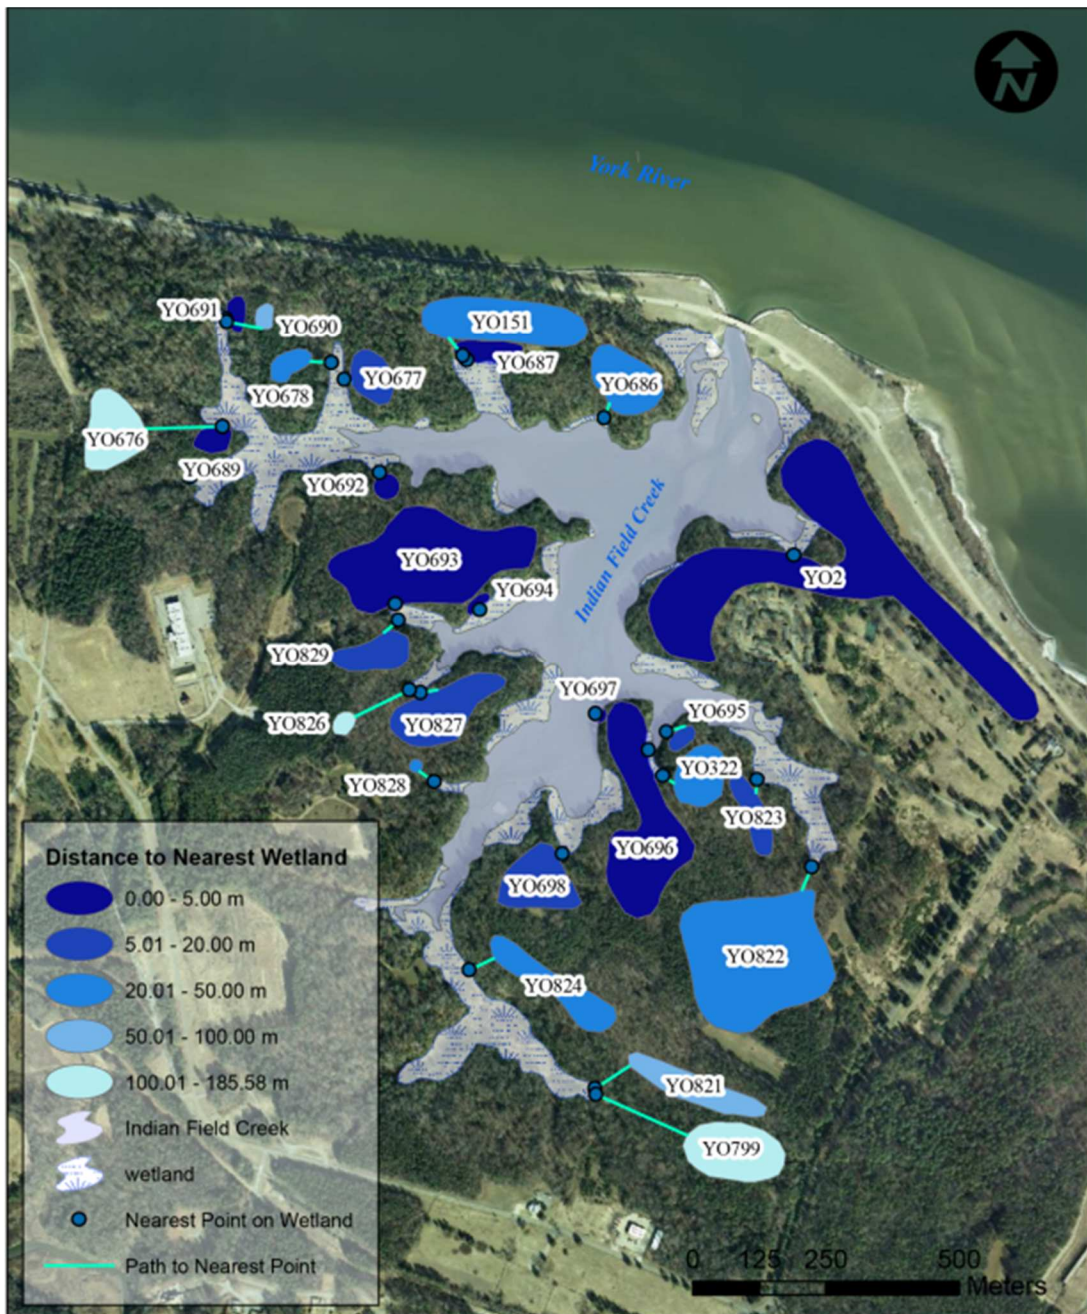 N
York River
YO691
YO690
YO151
YO687
YO678
YO677
YO686
YO676
YO689
YO692
Indian Field Creek
YO693
YO2
YO694
YO829
YO697
YO826
YO827
YO695
YO322
YO828
YO823
YO696
YO698
YO822
YO824
YO821
YO799
Distance to Nearest Wetland
0.00 - 5.00 m
5.01 - 20.00 m
20.01 - 50.00 m
50.01 - 100.00 m
100.01 - 185.58 m
Indian Field Creek
wetland
Nearest Point on Wetland
Path to Nearest Point
0 125 250 500
Meters